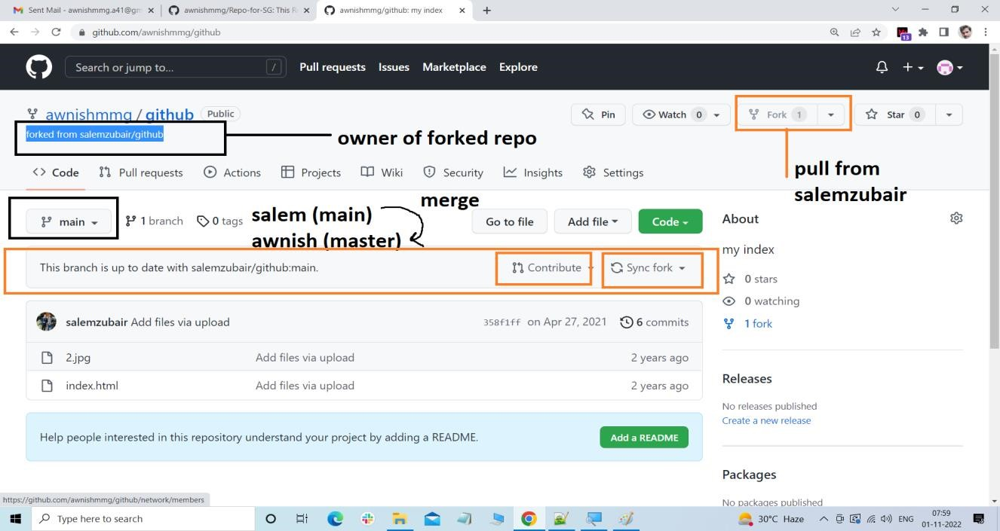 Sent Mail - awnishmmg.a41@gm
awnishmmg/Repo-for-SG: This R
awnishmmg/github: my index
github.com/awnishmmg/github
13
Search or jump to...
/
Pull requests
Issues
Marketplace
Explore
awnishmmg / github
Public
Pin
Watch 0
Fork 1
Star 0
forked from salemzubair/github
owner of forked repo
pull from
salemzubair
Code
Pull requests
Actions
Projects
Wiki
Security
Insights
Settings
merge
main
1 branch
0 tags
salem (main)
awnish (master)
Go to file
Add file
Code
This branch is up to date with salemzubair/github:main.
Contribute
Sync fork
salemzubair Add files via upload
358f1ff on Apr 27, 2021
6 commits
2.jpg
Add files via upload
2 years ago
index.html
Add files via upload
2 years ago
Help people interested in this repository understand your project by adding a README.
Add a README
About
my index
0 stars
0 watching
1 fork
Releases
No releases published
Create a new release
Packages
No packages published
https://github.com/awnishmmg/github/network/members
Type here to search
30°C Haze
ENG
07:59
01-11-2022